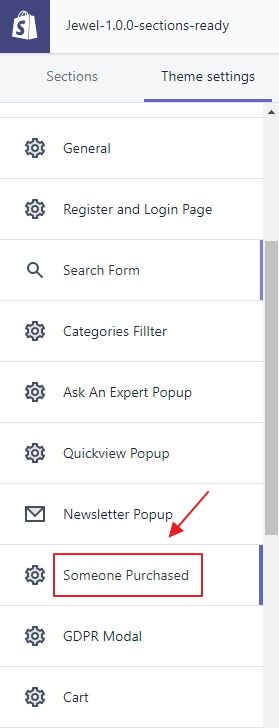 Jewel-1.0.0-sections-ready
Sections Theme settings
General
Register and Login Page
Search Form
Categories Fillter
Ask An Expert Popup
Quickview Popup
Newsletter Popup
Someone Purchased
GDPR Modal
Cart